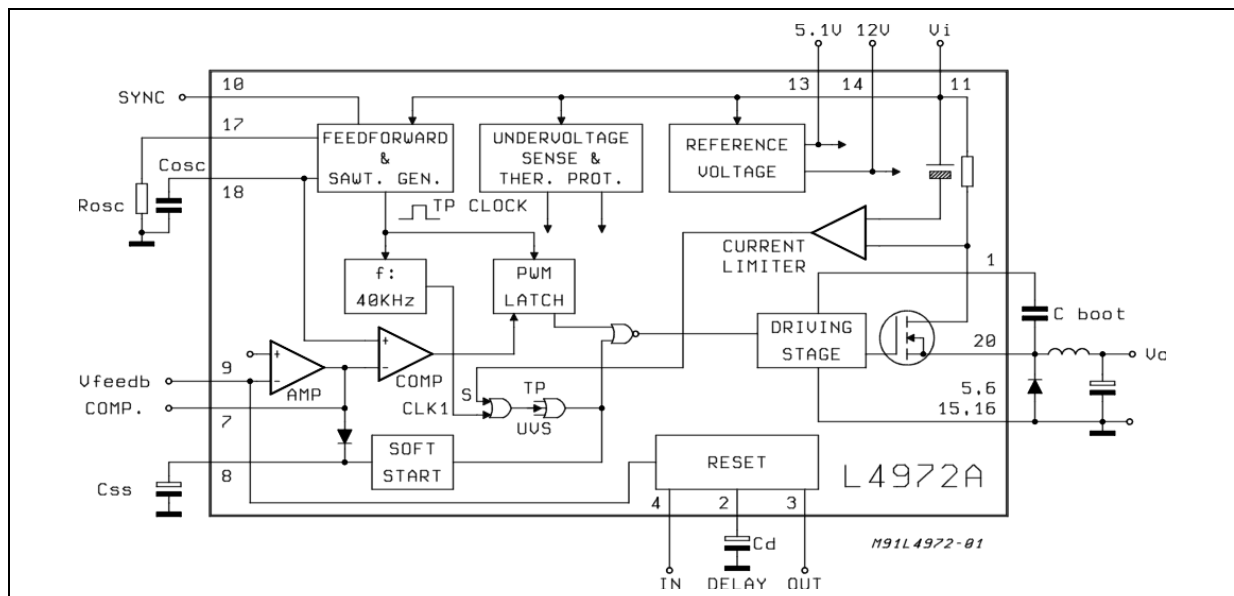 5.1V 12V Vi
10 13 14 11
SYNC
17
FEEDFORWARD
&
SAWT. GEN.
UNDERVOLTAGE
SENSE &
THER. PROT.
REFERENCE
VOLTAGE
Cosc
18
Rosc
TP CLOCK
CURRENT
LIMITER
1
f:
40KHz
PWM
LATCH
C boot
DRIVING
STAGE
20
Vo
+
-
AMP
+
-
COMP
9
Vfeedb
COMP.
7
S
CLK1
TP
UVS
5,6
15,16
SOFT
START
8
Css
RESET
L4972A
4 2 3
Cd
M91L4972-01
IN DELAY OUT